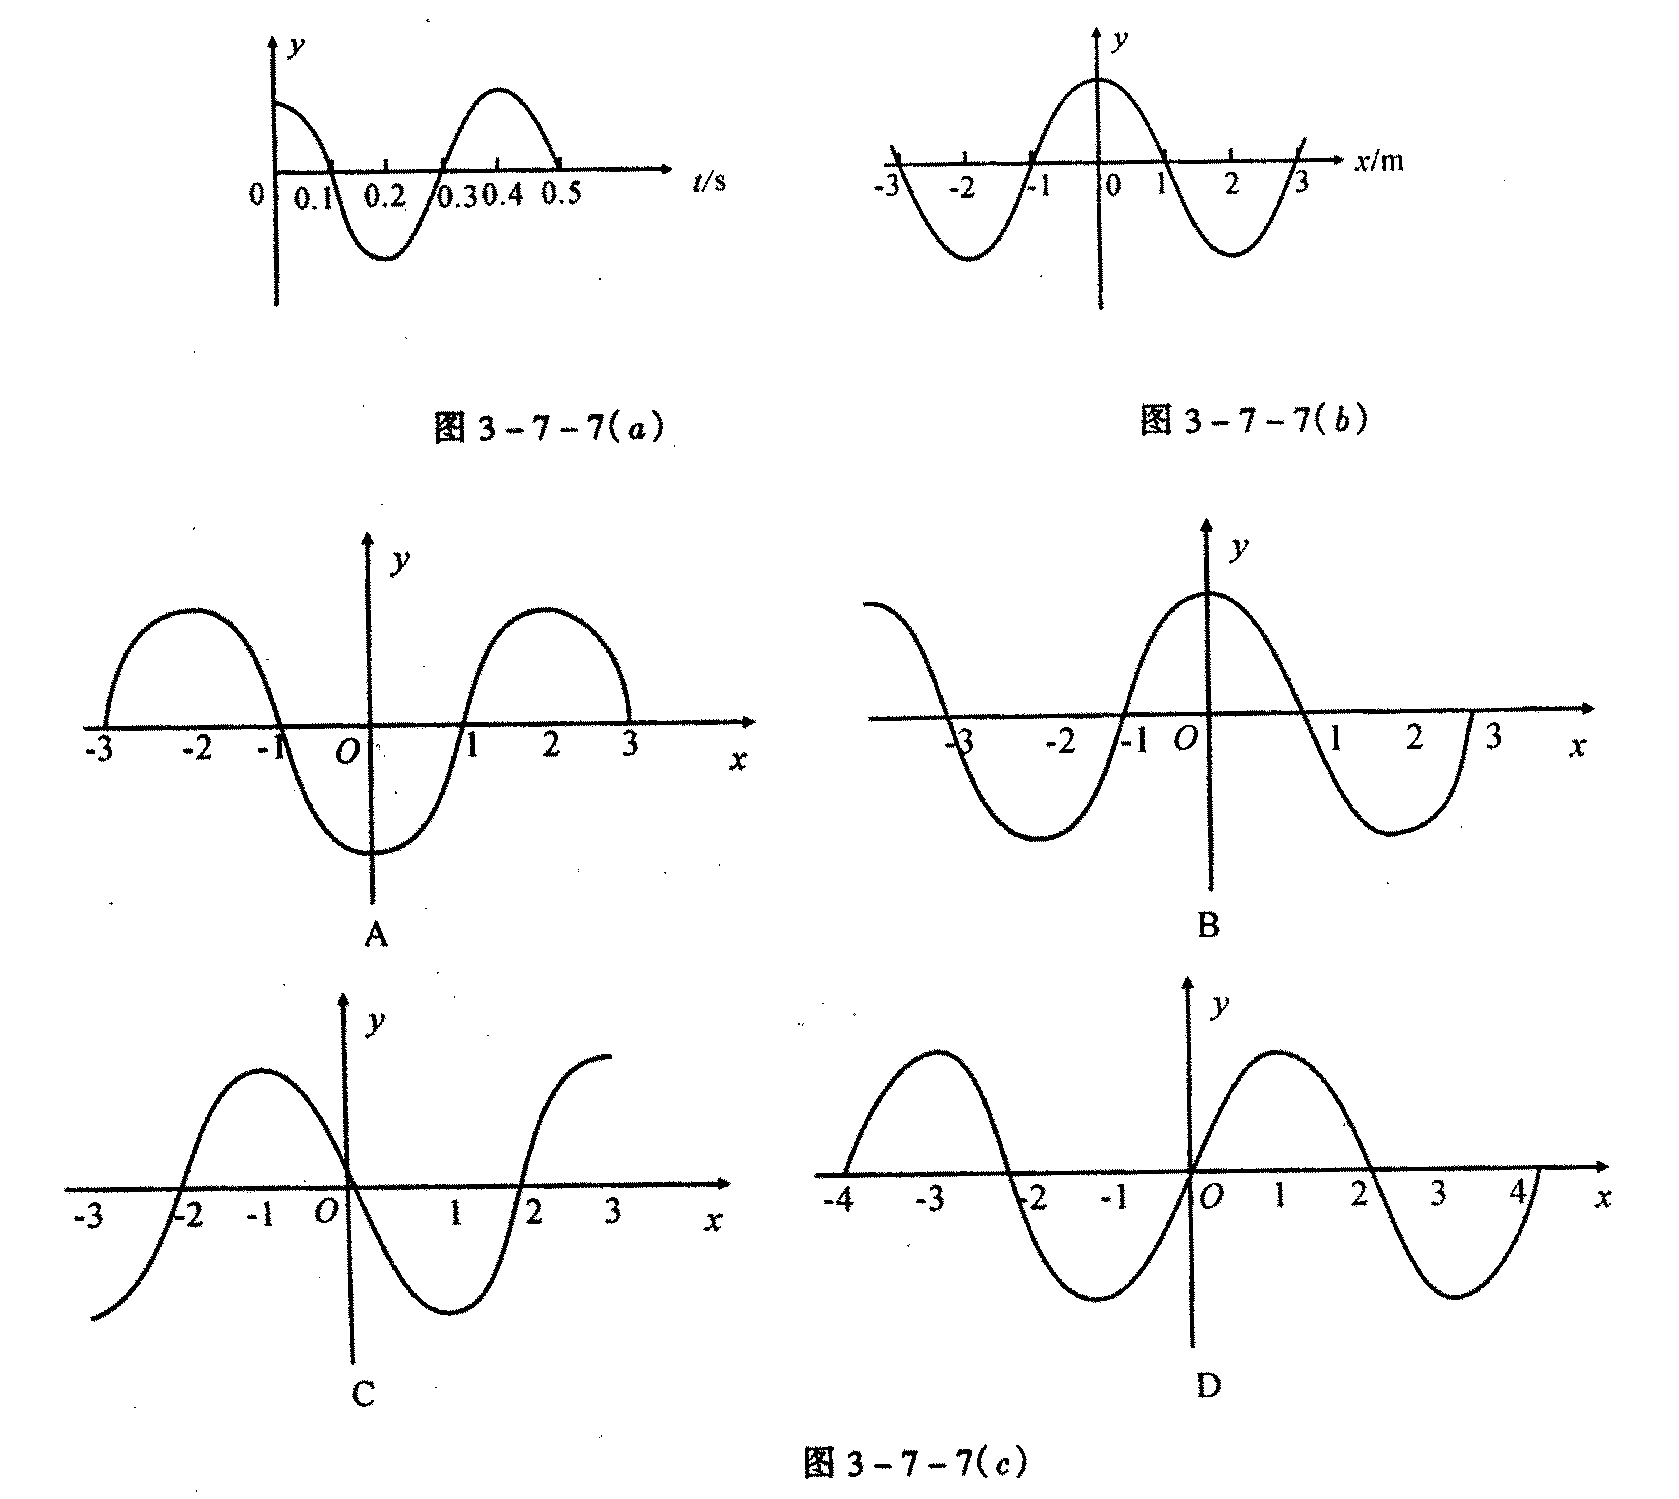 y
0 0.1 0.2 0.3 0.4 0.5 t/s
图 3-7-7(a)
y
-3 -2 -1 0 1 2 3 x/m
图 3-7-7(b)
y
-3 -2 -1 O 1 2 3 x
A
y
-3 -2 -1 O 1 2 3 x
B
y
-3 -2 -1 O 1 2 3 x
C
y
-4 -3 -2 -1 O 1 2 3 4 x
D
图 3-7-7(c)